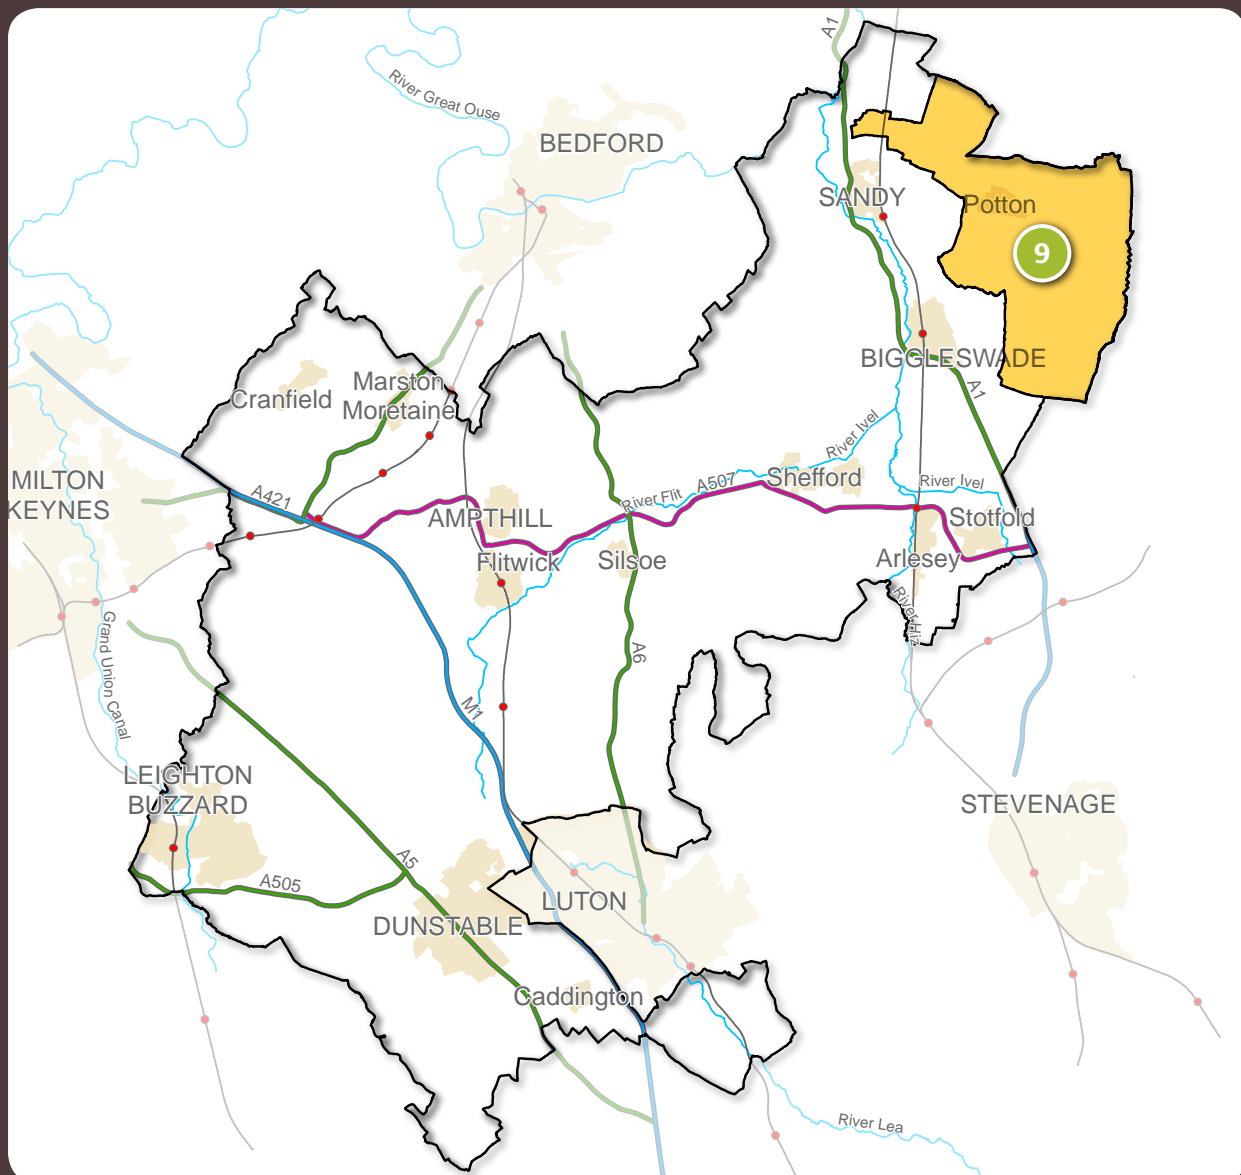 A1
River Great Ouse
BEDFORD
SANDY
Potton
9
BIGGLESWADE
A1
Cranfield
Marston
Moretaine
River Ivel
MILTON
KEYNES
A421
AMPTHILL
River Flit
A507
Shefford
River Ivel
Stotfold
Flitwick
Silsoe
Arlesey
River Hiz
Grand Union Canal
A6
M1
LEIGHTON
BUZZARD
STEVENAGE
A505
A5
DUNSTABLE
LUTON
Caddington
River Lea